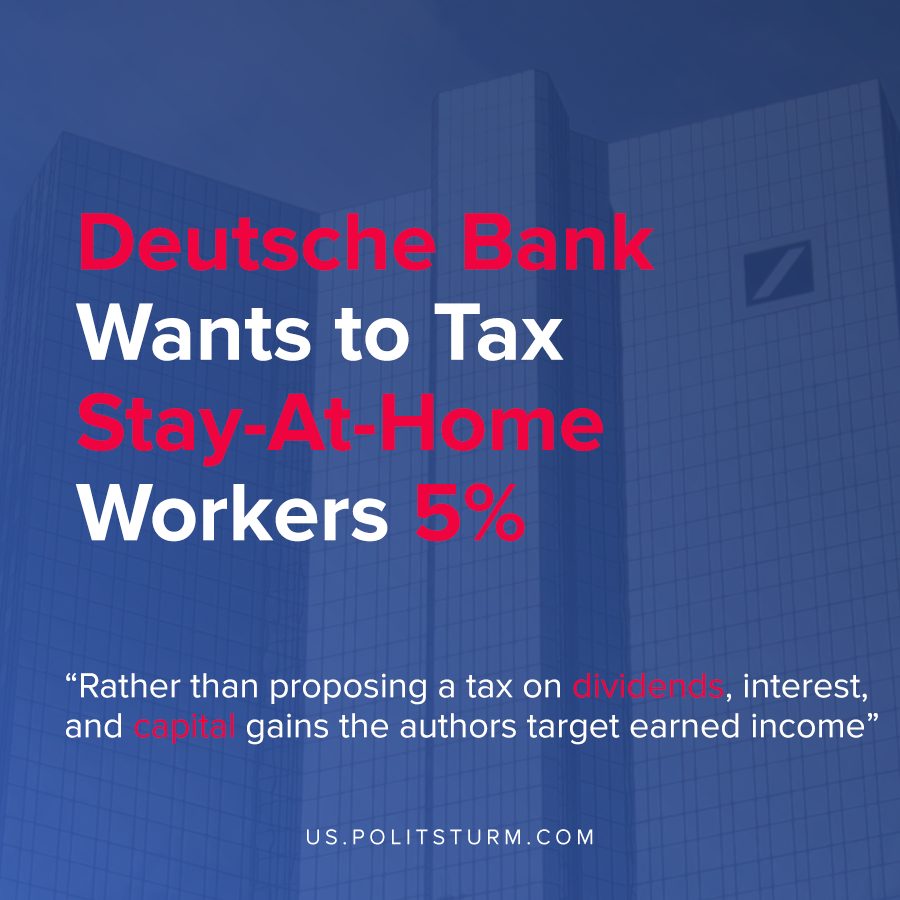 Deutsche Bank
Wants to Tax
Stay-At-Home
Workers 5%
“Rather than proposing a tax on dividends, interest,
and capital gains the authors target earned income”
US.POLITSTURM.COM